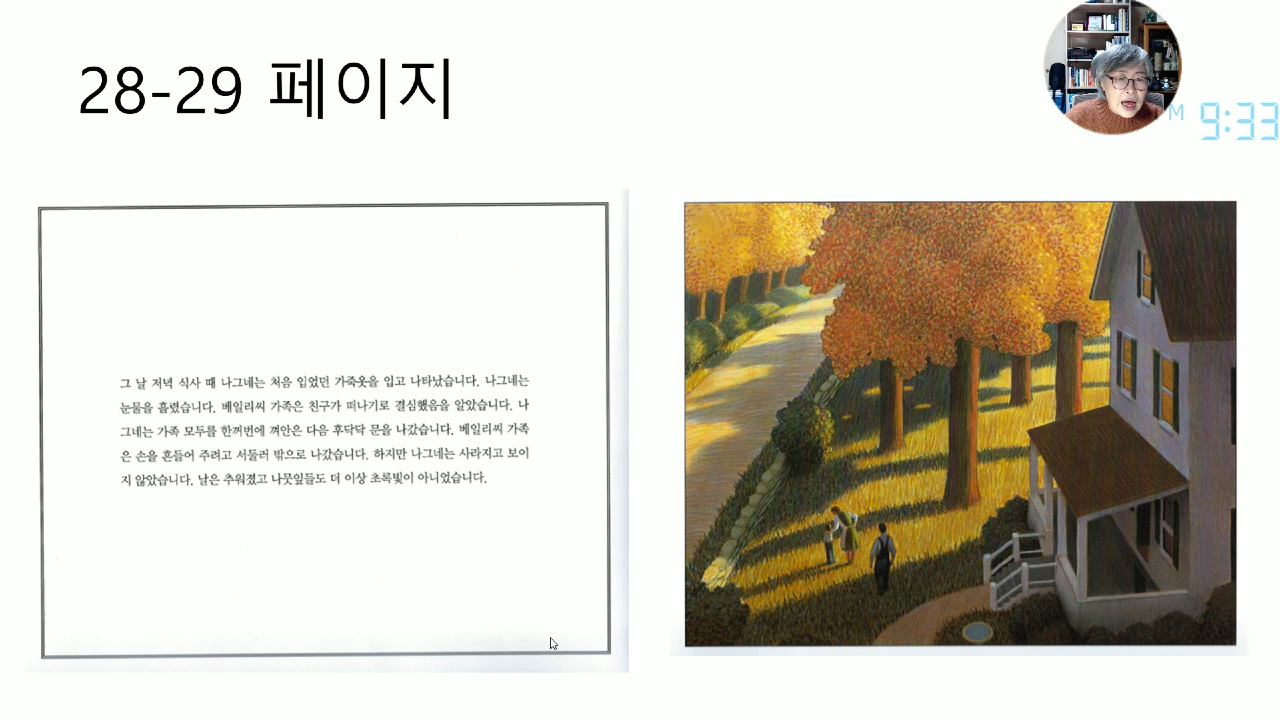 28-29 페이지
M 9:33
그 날 저녁 식사 때 나그네는 처음 입었던 가죽옷을 입고 나타났습니다. 나그네는
눈물을 흘렸습니다. 베일리씨 가족은 친구가 떠나기로 결심했음을 알았습니다. 나
그네는 가족 모두를 한꺼번에 껴안은 다음 후닥닥 문을 나갔습니다. 베일리씨 가족
은 손을 흔들어 주려고 서둘러 밖으로 나갔습니다. 하지만 나그네는 사라지고 보이
지 않았습니다. 날은 추워졌고 나뭇잎들도 더 이상 초록빛이 아니었습니다.